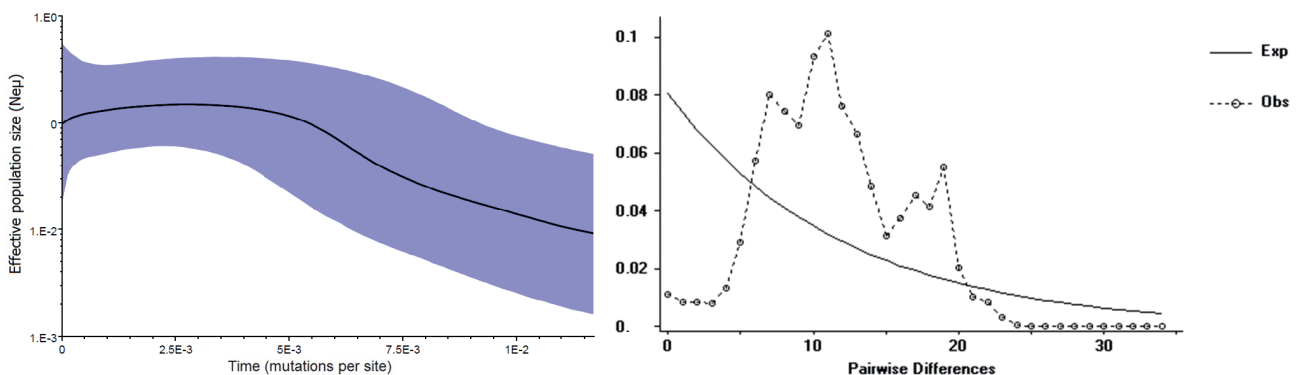 1.E0
0
1.E-2
1.E-3
Effective population size (Neμ)
0 2.5E-3 5E-3 7.5E-3 1E-2
Time (mutations per site)
0.1
0.08
0.06
0.04
0.02
0.
0 10 20 30
Pairwise Differences
Exp
Obs